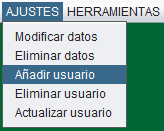 AJUSTES HERRAMIENTAS
Modificar datos
Eliminar datos
Añadir usuario
Eliminar usuario
Actualizar usuario